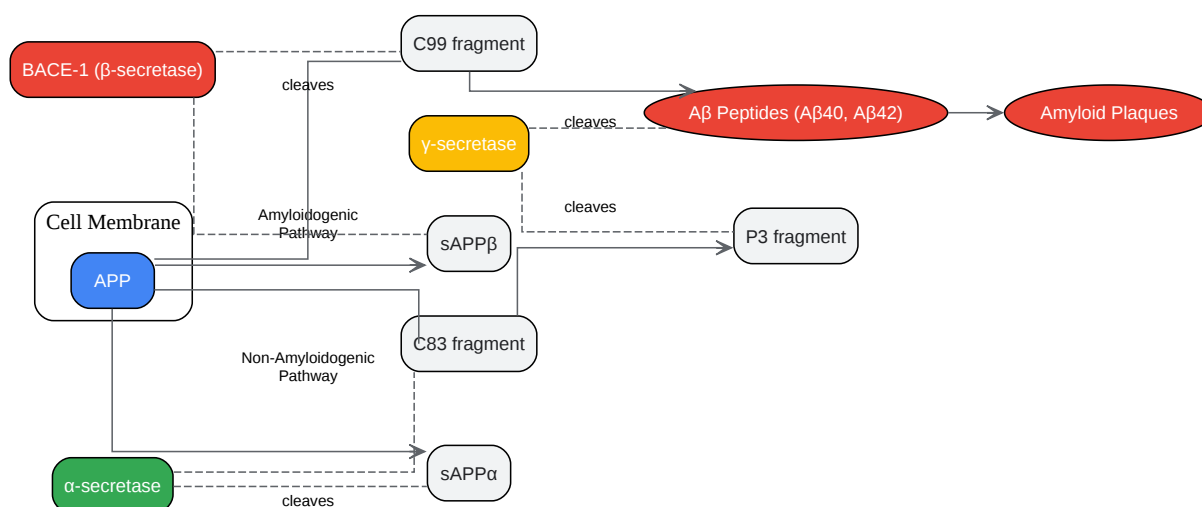 C99 fragment
BACE-1 (β-secretase)
cleaves
Aβ Peptides (Aβ40, Aβ42)
Amyloid Plaques
cleaves
γ-secretase
cleaves
Cell Membrane
Amyloidogenic
Pathway
sAPPβ
P3 fragment
APP
C83 fragment
Non-Amyloidogenic
Pathway
sAPPα
α-secretase
cleaves